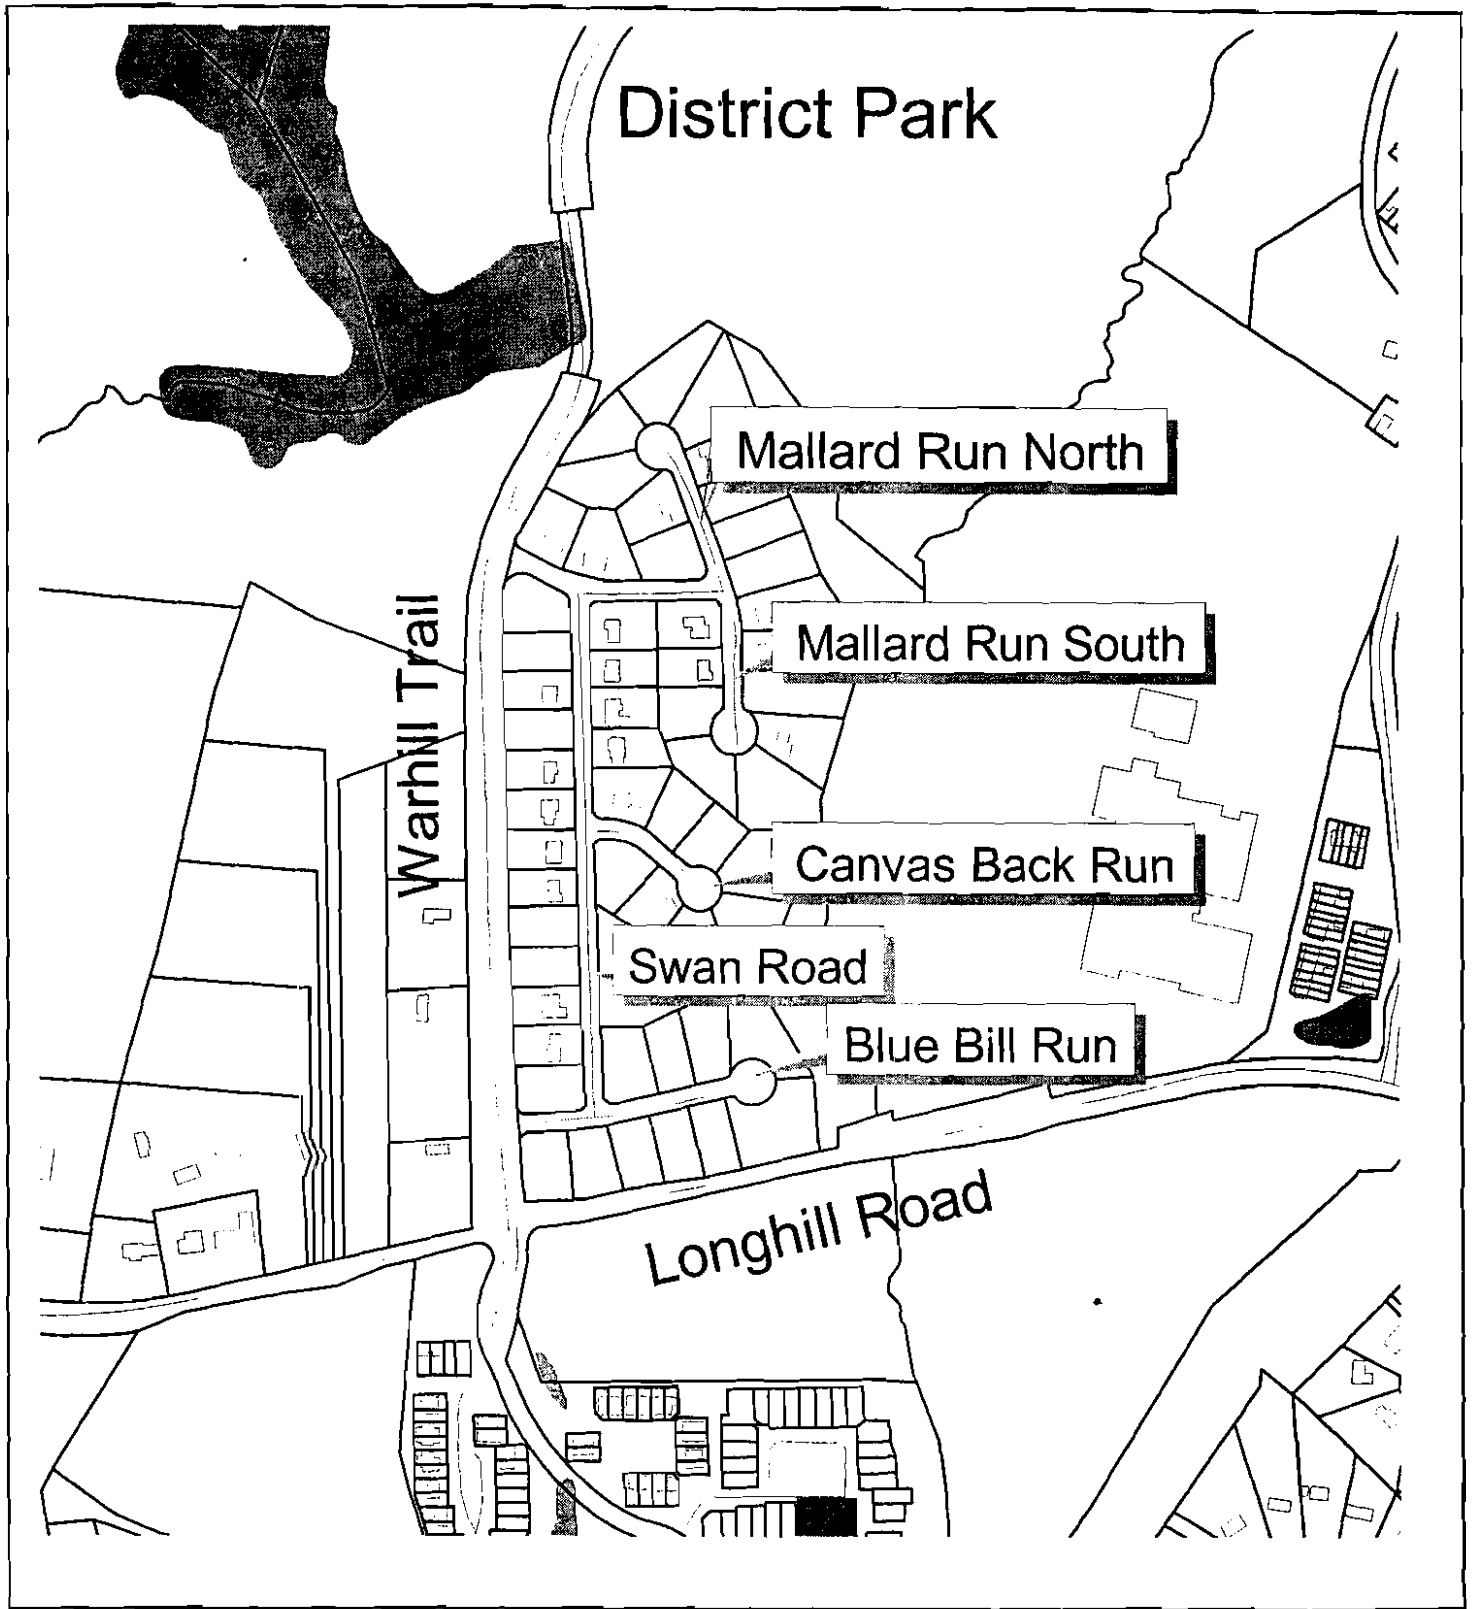 District Park
Mallard Run North
Mallard Run South
Warhill Trail
Canvas Back Run
Swan Road
Blue Bill Run
Longhill Road